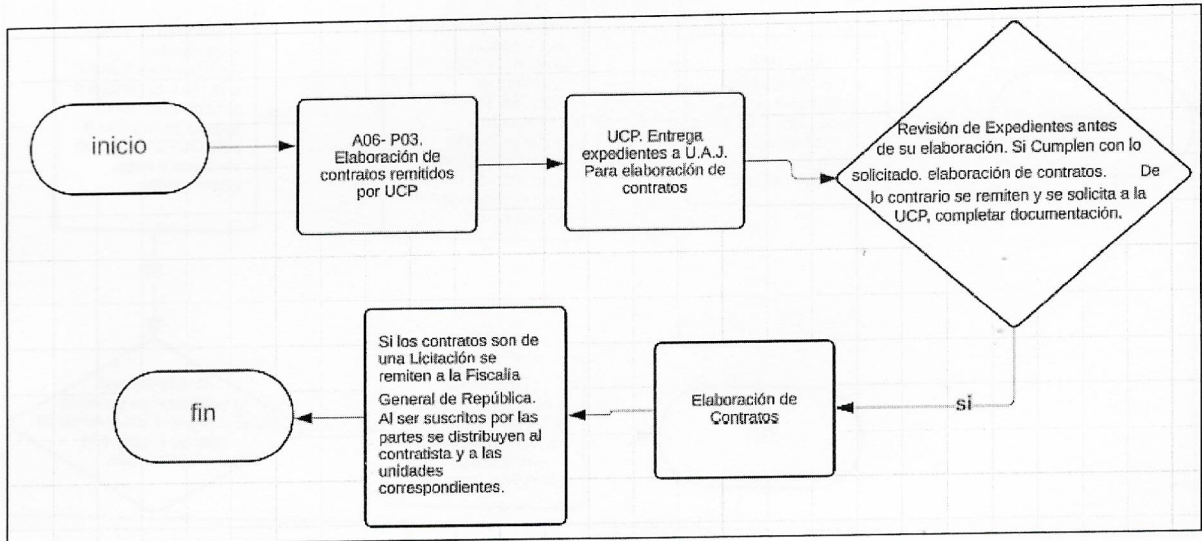 inicio
A06- P03.
Elaboración de
contratos remitidos
por UCP
UCP. Entrega
expedientes a U.A.J.
Para elaboración de
contratos
Revisión de Expedientes antes
de su elaboración. Si Cumplen con lo
solicitado. elaboración de contratos. De
lo contrario se remiten y se solicita a la
UCP, completar documentación.
si
Elaboración de
Contratos
Si los contratos son de
una Licitación se
remiten a la Fiscalía
General de República.
Al ser suscritos por las
partes se distribuyen al
contratista y a las
unidades
correspondientes.
fin